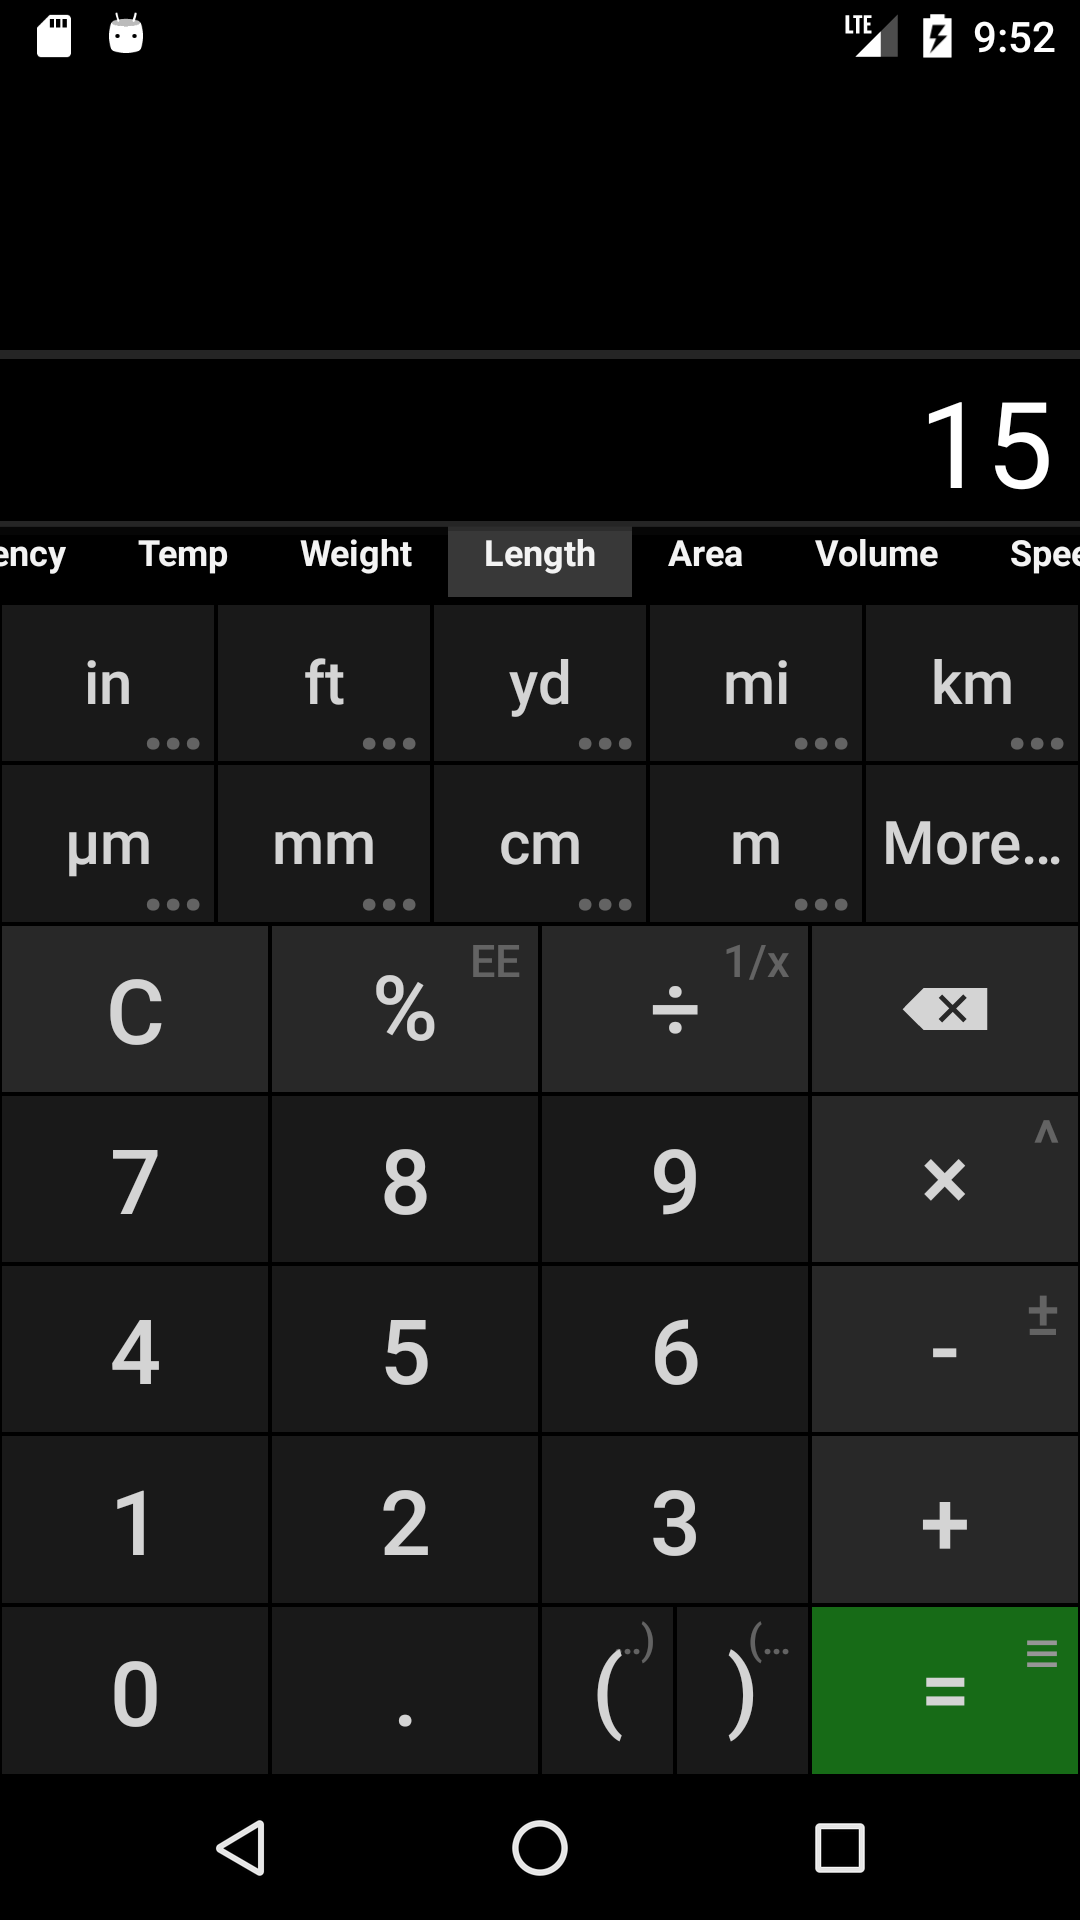 LTE 9:52
15
ency Temp Weight Length Area Volume Spee
in ft yd mi km
... ... ... ... ...
µm mm cm m More...
... ... ... ...
C % EE ÷ 1/x
7 8 9 × ^
4 5 6 - ±
1 2 3 +
0 . ( ..) ) (... = ≡